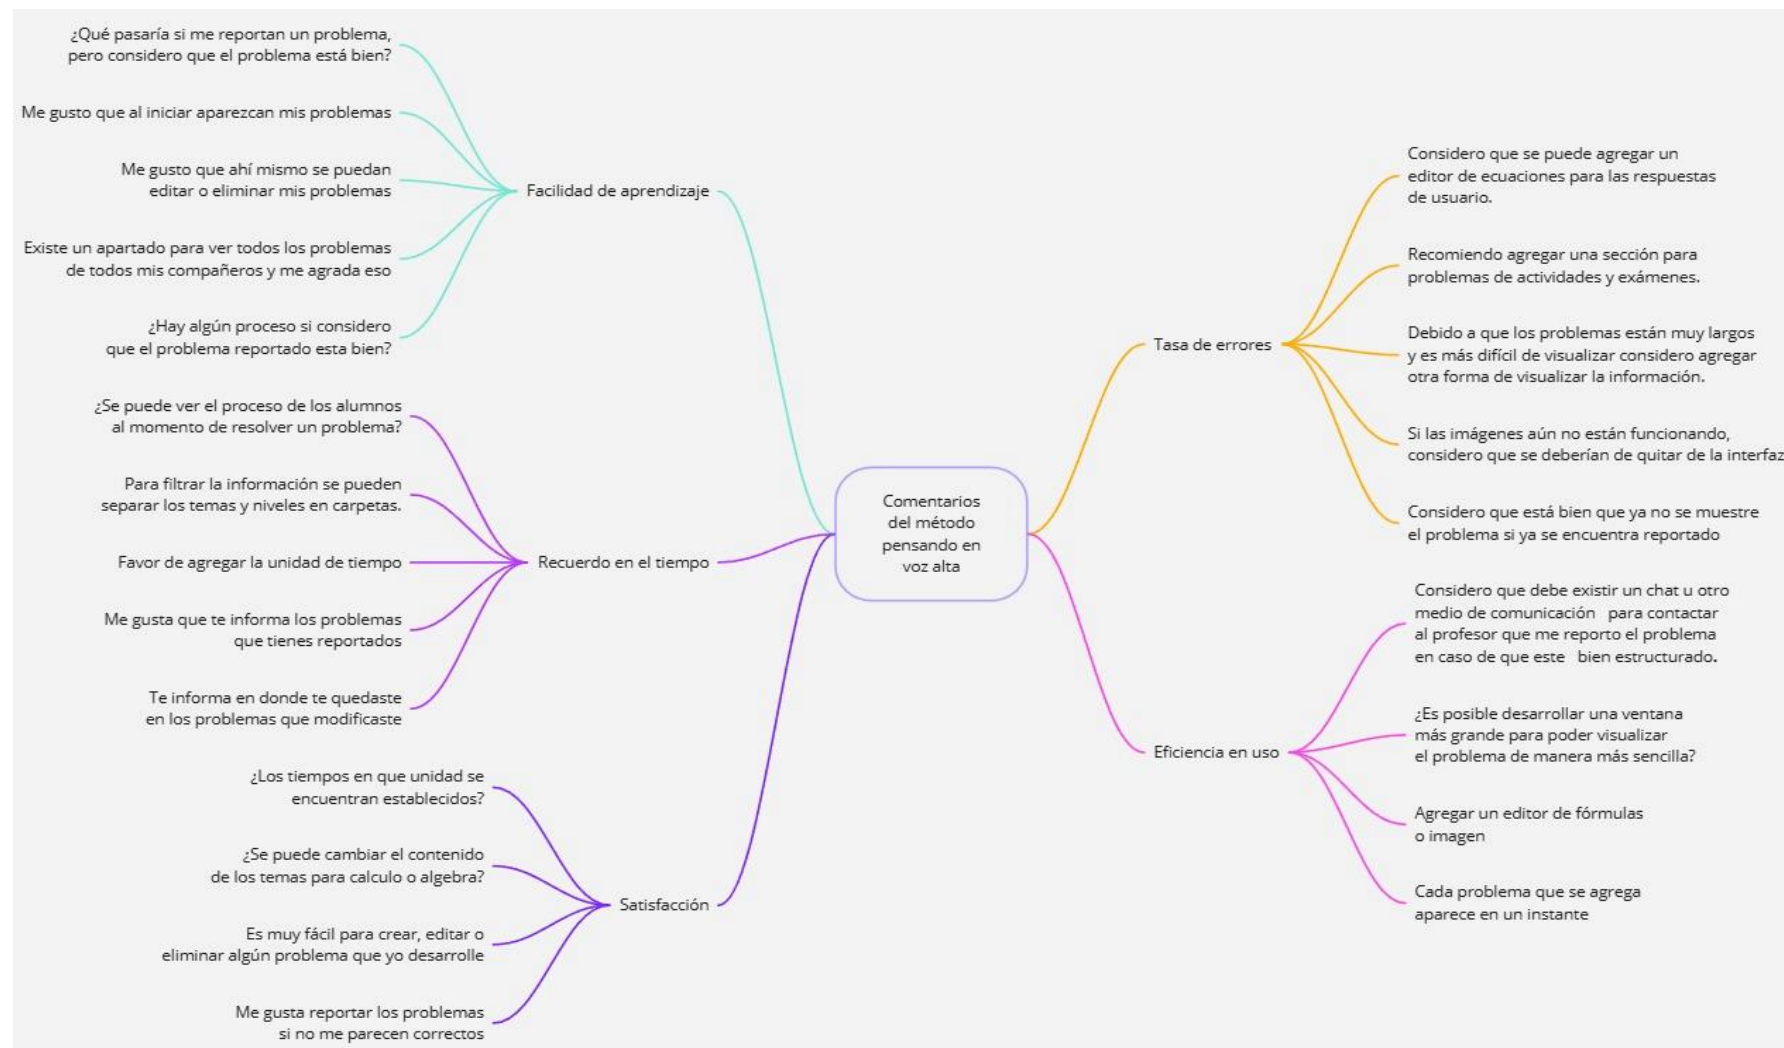 ¿Qué pasaría si me reportan un problema,
pero considero que el problema está bien?
Me gusto que al iniciar aparezcan mis problemas
Me gusto que ahí mismo se puedan
editar o eliminar mis problemas
Existe un apartado para ver todos los problemas
de todos mis compañeros y me agrada eso
¿Hay algún proceso si considero
que el problema reportado esta bien?
Facilidad de aprendizaje
¿Se puede ver el proceso de los alumnos
al momento de resolver un problema?
Para filtrar la información se pueden
separar los temas y niveles en carpetas.
Favor de agregar la unidad de tiempo
Me gusta que te informa los problemas
que tienes reportados
Te informa en donde te quedaste
en los problemas que modificaste
Recuerdo en el tiempo
¿Los tiempos en que unidad se
encuentran establecidos?
¿Se puede cambiar el contenido
de los temas para calculo o algebra?
Es muy fácil para crear, editar o
eliminar algún problema que yo desarrolle
Me gusta reportar los problemas
si no me parecen correctos
Satisfacción
Comentarios
del método
pensando en
voz alta
Tasa de errores
Considero que se puede agregar un
editor de ecuaciones para las respuestas
de usuario.
Recomiendo agregar una sección para
problemas de actividades y exámenes.
Debido a que los problemas están muy largos
y es más difícil de visualizar considero agregar
otra forma de visualizar la información.
Si las imágenes aún no están funcionando,
considero que se deberían de quitar de la interfaz
Considero que está bien que ya no se muestre
el problema si ya se encuentra reportado
Eficiencia en uso
Considero que debe existir un chat u otro
medio de comunicación para contactar
al profesor que me reporto el problema
en caso de que este bien estructurado.
¿Es posible desarrollar una ventana
más grande para poder visualizar
el problema de manera más sencilla?
Agregar un editor de fórmulas
o imagen
Cada problema que se agrega
aparece en un instante